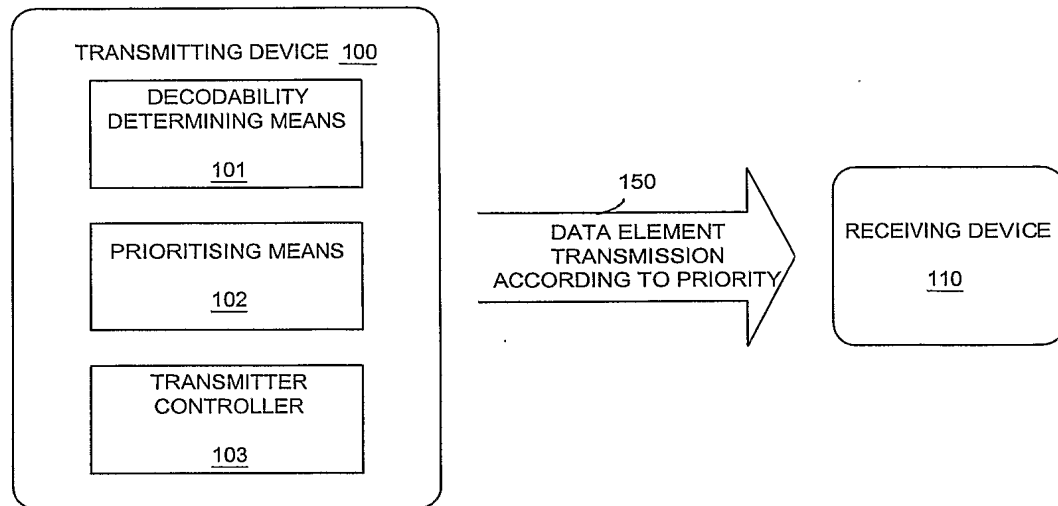 TRANSMITTING DEVICE 100
DECODABILITY
DETERMINING MEANS
101
PRIORITISING MEANS
102
TRANSMITTER
CONTROLLER
103
150
DATA ELEMENT
TRANSMISSION
ACCORDING TO PRIORITY
RECEIVING DEVICE
110